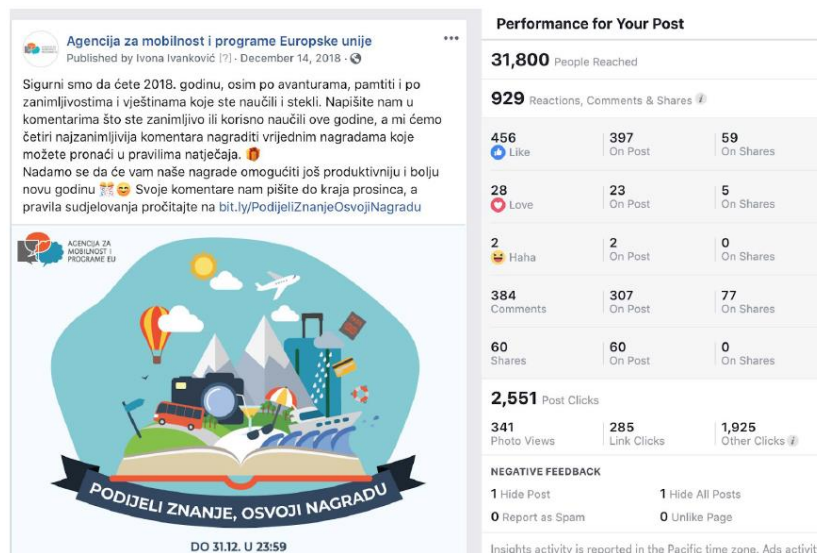 Agencija za mobilnost i programe Europske unije
Published by Ivona Ivanković [?] · December 14, 2018 ·
Sigurni smo da ćete 2018. godinu, osim po avanturama, pamtiti i po
zanimljivostima i vještinama koje ste naučili i stekli. Napišite nam u
komentarima što ste zanimljivo ili korisno naučili ove godine, a mi ćemo
četiri najzanimljivija komentara nagraditi vrijednim nagradama koje
možete pronaći u pravilima natječaja. 🎁
Nadamo se da će vam naše nagrade omogućiti još produktivniju i bolju
novu godinu 🎊😊 Svoje komentare nam pišite do kraja prosinca, a
pravila sudjelovanja pročitajte na bit.ly/PodijeliZnanjeOsvojiNagradu
AGENCIJA ZA
MOBILNOST I
PROGRAME EU
PODIJELI ZNANJE, OSVOJI NAGRADU
DO 31.12. U 23:59
Performance for Your Post
31,800 People Reached
929 Reactions, Comments & Shares
456 397 59
Like On Post On Shares
28 23 5
Love On Post On Shares
2 2 0
Haha On Post On Shares
384 307 77
Comments On Post On Shares
60 60 0
Shares On Post On Shares
2,551 Post Clicks
341 285 1,925
Photo Views Link Clicks Other Clicks
NEGATIVE FEEDBACK
1 Hide Post 1 Hide All Posts
0 Report as Spam 0 Unlike Page
Insights activity is reported in the Pacific time zone. Ads activit